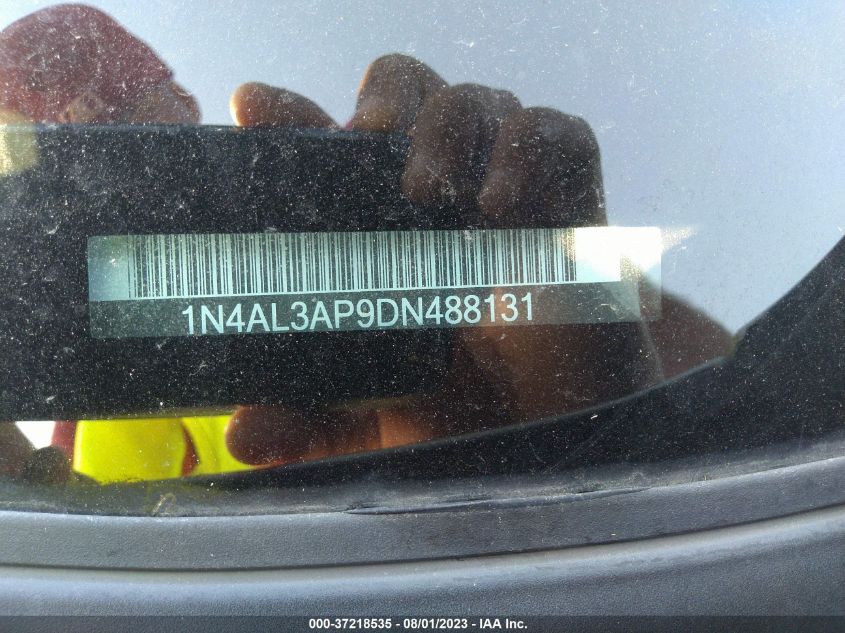 1N4AL3AP9DN488131
000-37218535 - 08/01/2023 - IAA Inc.